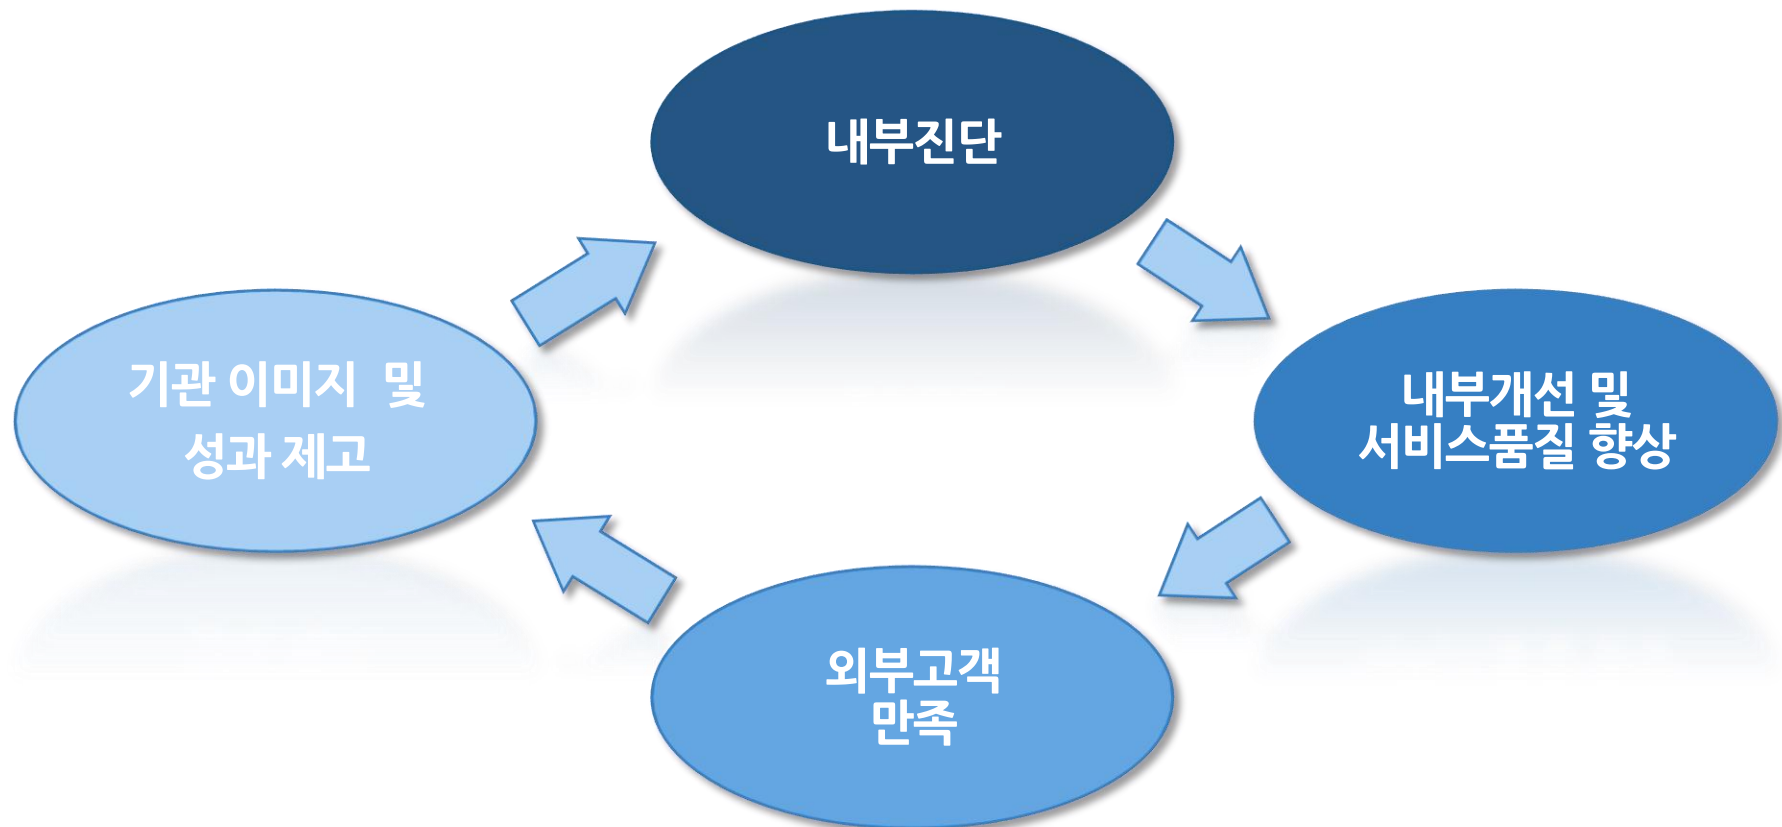 내부진단
내부개선 및
서비스품질 향상
외부고객
만족
기관 이미지 및
성과 제고